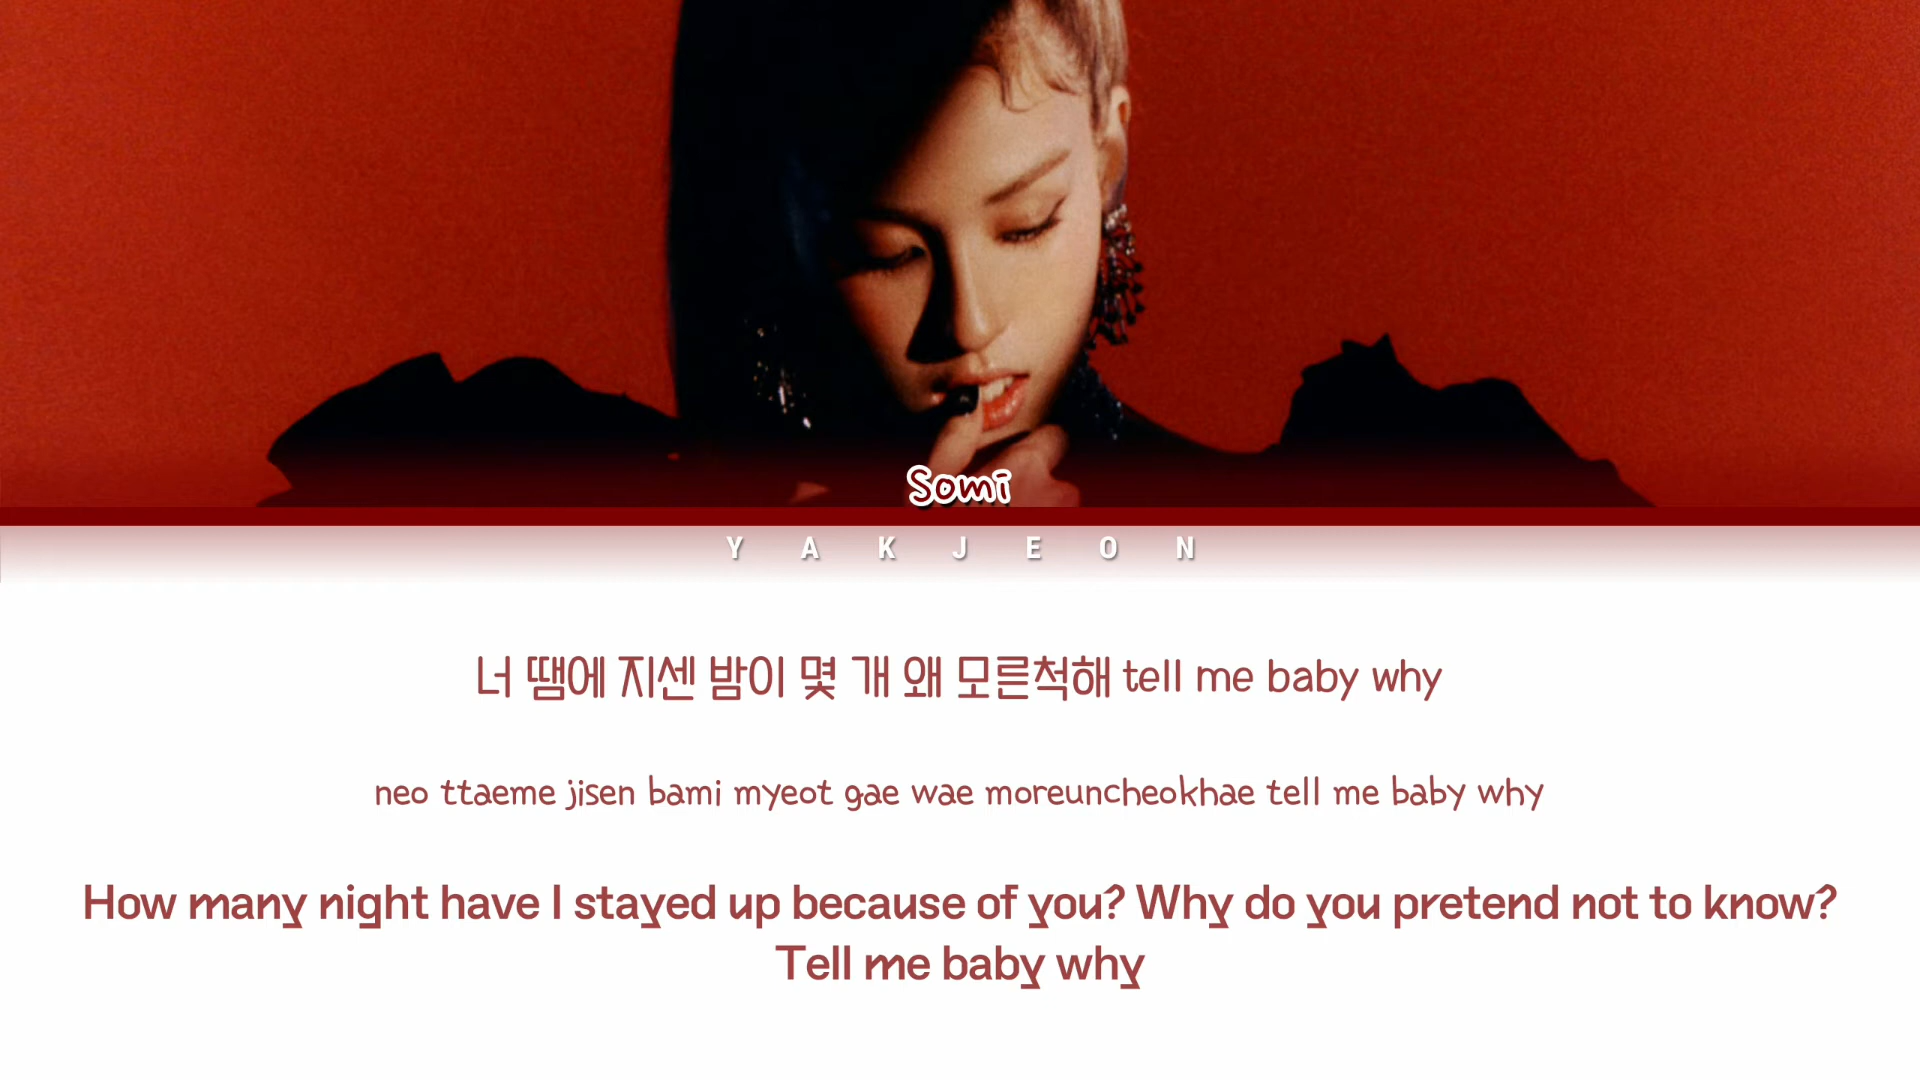 Somi
YAKJEON
너 땜에 지센 밤이 몇 개 왜 모른척해 tell me baby why
neo ttaeme jisen bami myeot gae wae moreuncheokhae tell me baby why
How many night have I stayed up because of you? Why do you pretend not to know?
Tell me baby why